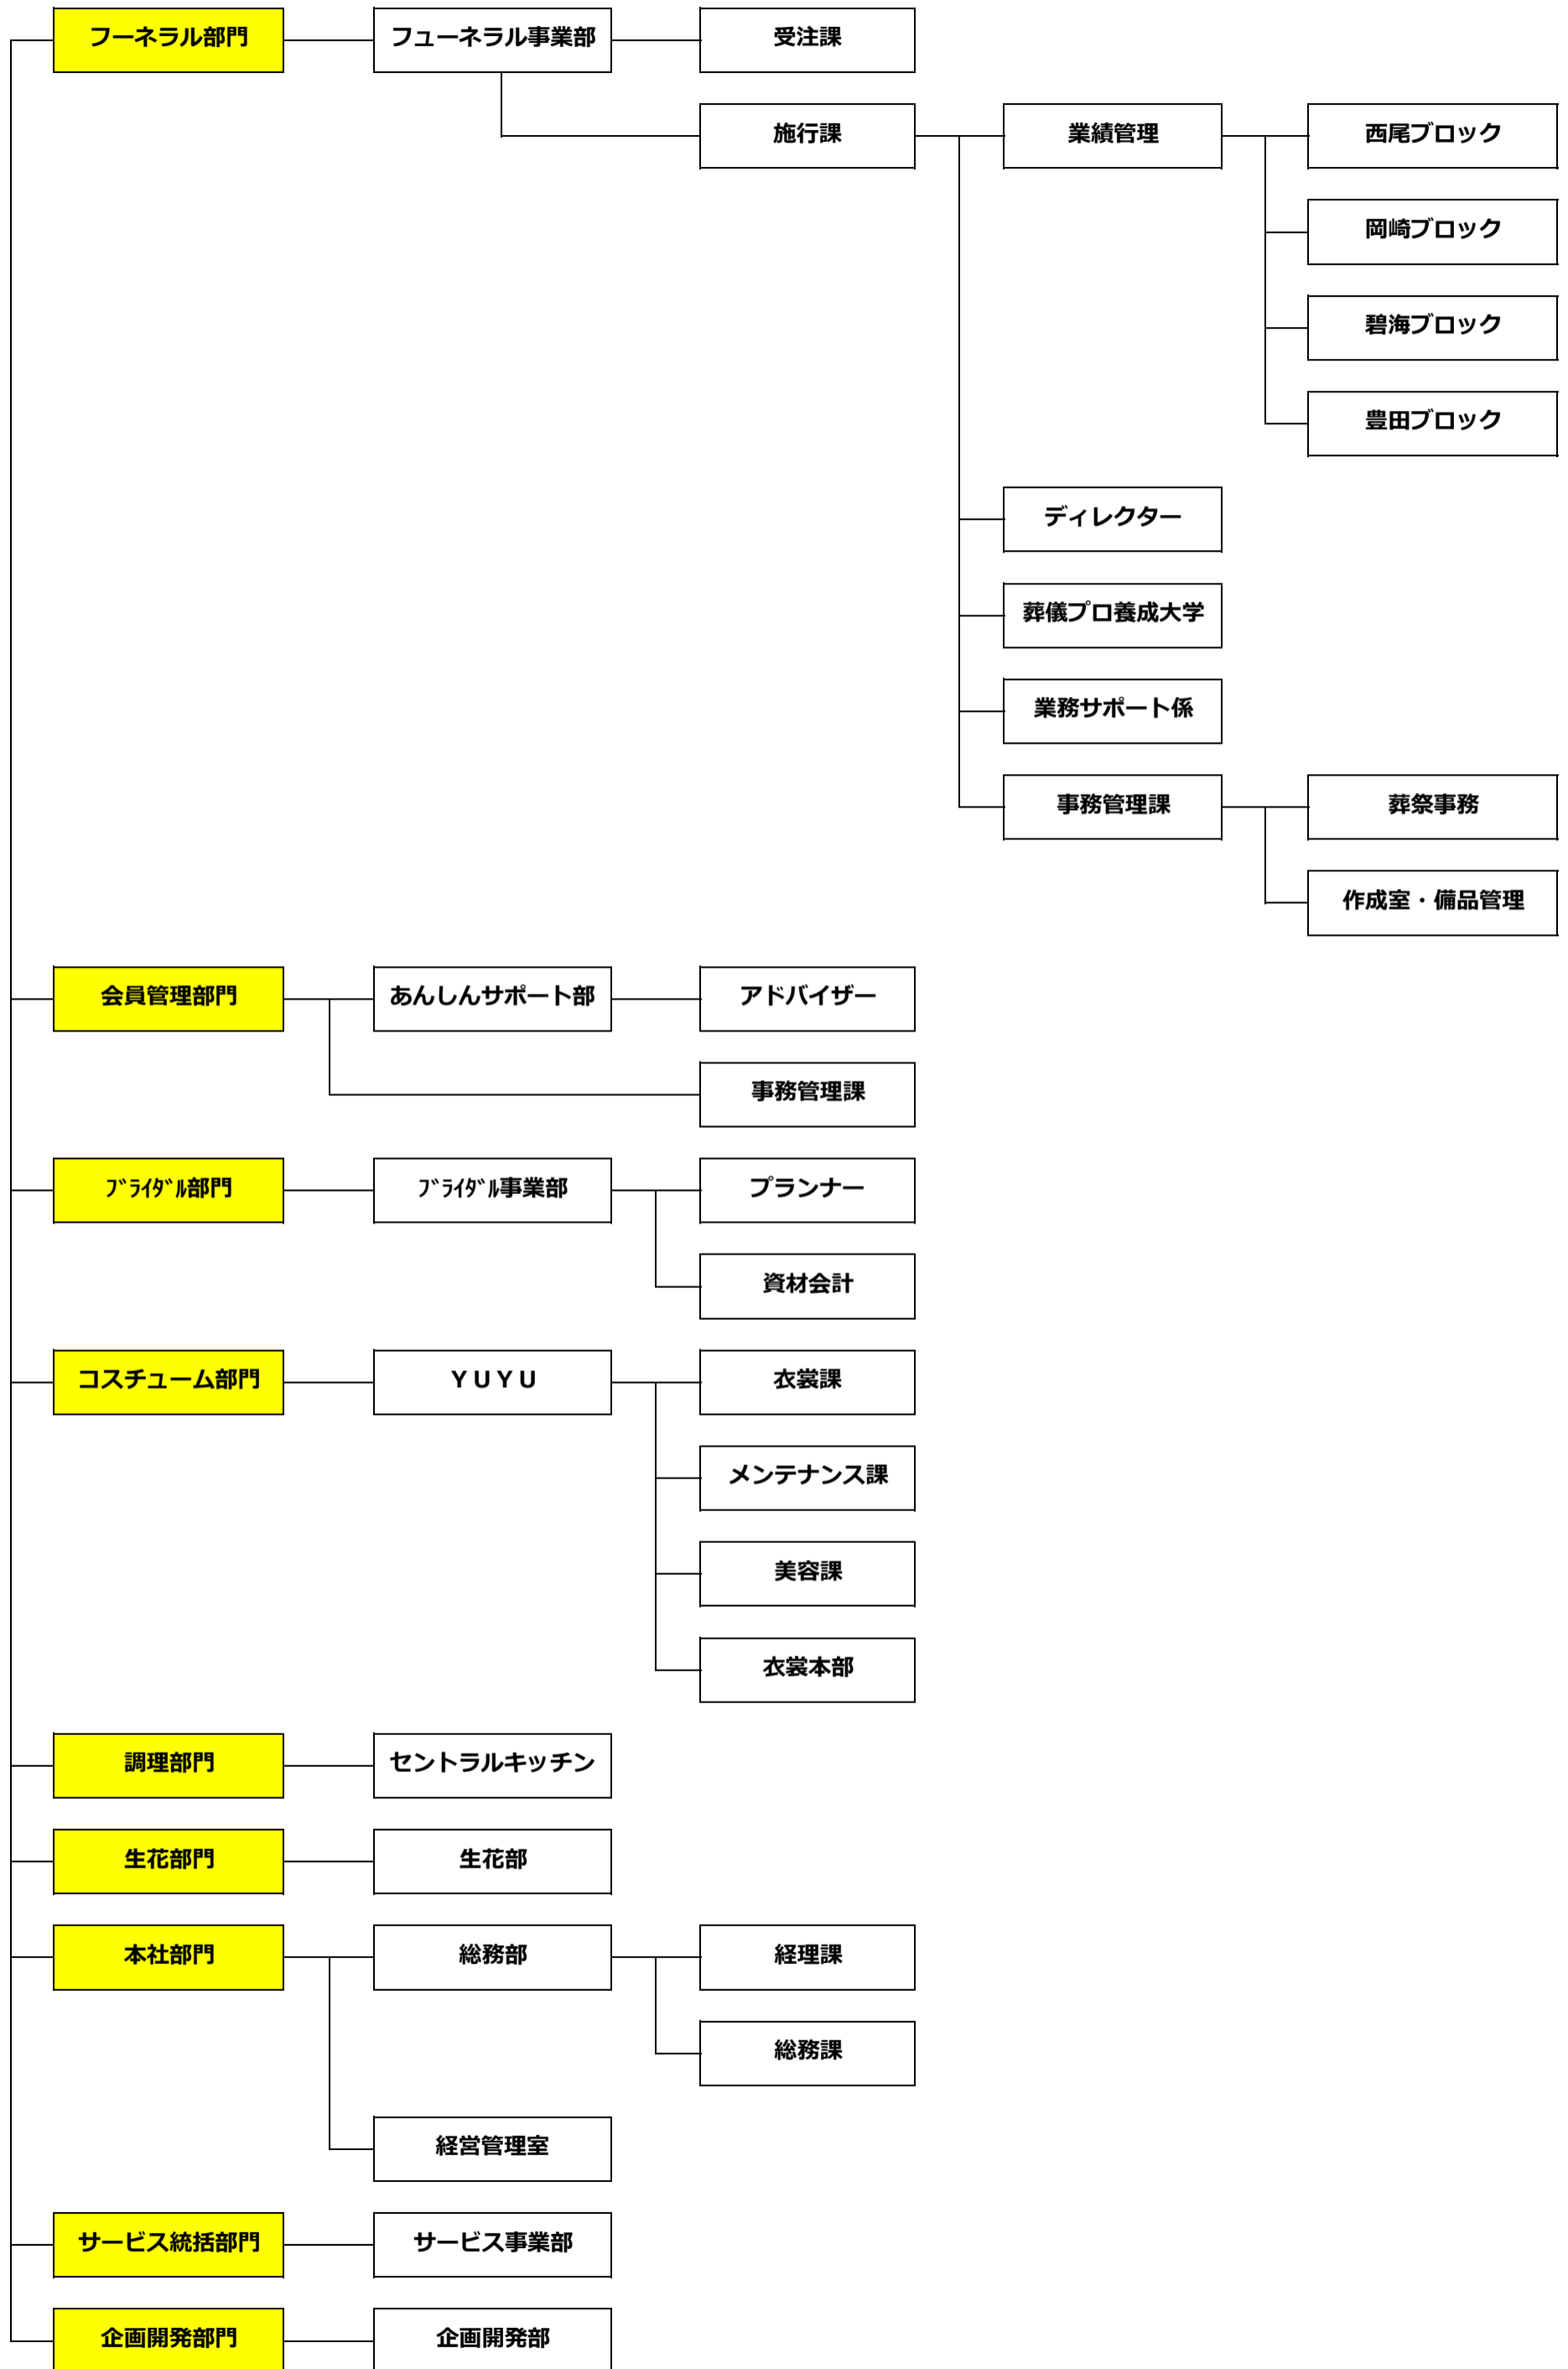 フーネラル部門
フューネラル事業部
受注課
施行課
業績管理
西尾ブロック
岡崎ブロック
碧海ブロック
豊田ブロック
ディレクター
葬儀プロ養成大学
業務サポート係
事務管理課
葬祭事務
作成室・備品管理
会員管理部門
あんしんサポート部
アドバイザー
事務管理課
ﾌﾞﾗｲﾀﾞﾙ部門
ﾌﾞﾗｲﾀﾞﾙ事業部
プランナー
資材会計
コスチューム部門
ＹＵＹＵ
衣裳課
メンテナンス課
美容課
衣裳本部
調理部門
セントラルキッチン
生花部門
生花部
本社部門
総務部
経理課
総務課
経営管理室
サービス統括部門
サービス事業部
企画開発部門
企画開発部